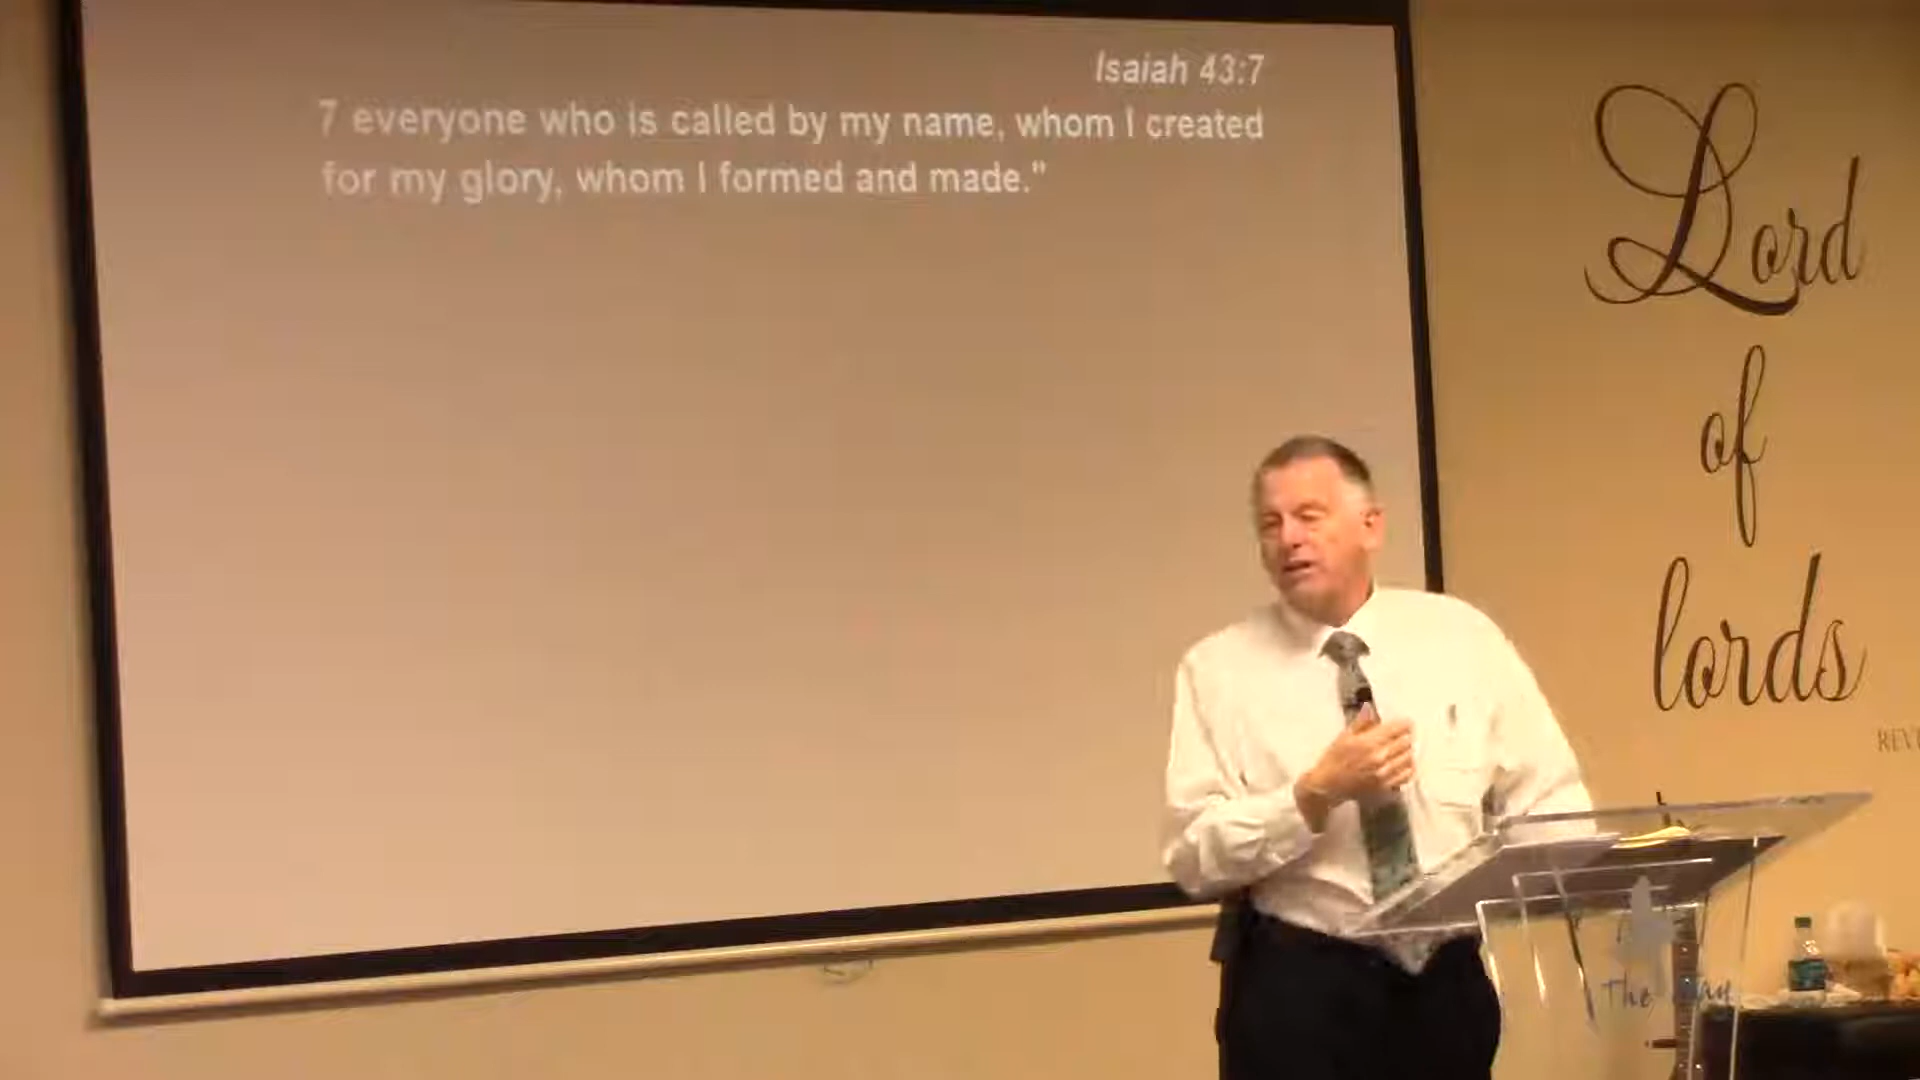 Isaiah 43:7
7 everyone who is called by my name, whom I created
for my glory, whom I formed and made."
Lord
of
lords
The